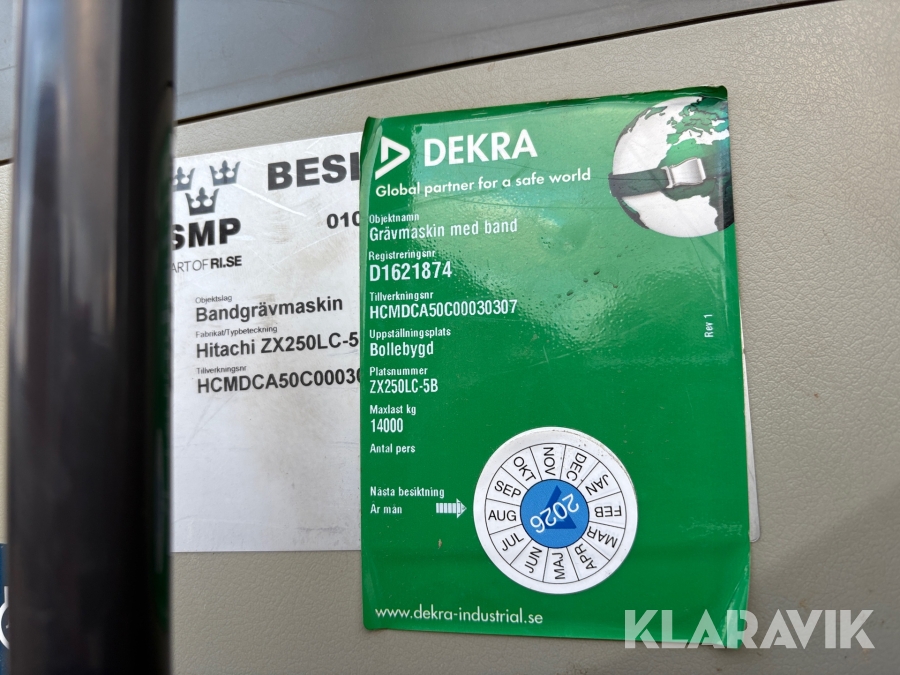 SMP
ART OF RI.SE
BESI
010
Objektslag
Bandgrävmaskin
Fabrikat/Typbeteckning
Hitachi ZX250LC-5
Tillverkningsnr
HCMDCA50C00030
DEKRA
Global partner for a safe world
Objektnamn
Grävmaskin med band
Registreringsnr
D1621874
Tillverkningsnr
HCMDCA50C00030307
Uppställningsplats
Bollebygd
Platsnummer
ZX250LC-5B
Maxlast kg
14000
Antal pers
Nästa besiktning
År mån
JAN
FEB
MAR
APR
MAJ
JUN
JUL
AUG
SEP
OKT
NOV
DEC
2026
Rev 1
www.dekra-industrial.se
KLARAVIK